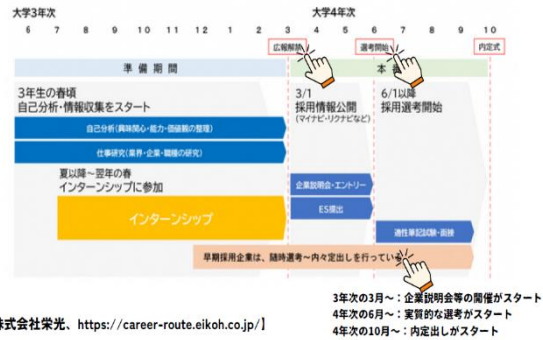 大学3年次
大学4年次
6 7 8 9 10 11 12 1 2 3 4 5 6 7 8 9 10
広報解禁
選考開始
内定式
準備期間
本
3年生の春頃
自己分析・情報収集をスタート
3/1
採用情報公開
(マイナビ・リクナビなど)
6/1以降
採用選考開始
自己分析(興味関心・能力・価値観の整理)
仕事研究(業界・企業・職種の研究)
夏以降~翌年の春
インターンシップに参加
企業説明会・エントリー
インターンシップ
ES提出
適性筆記試験・面接
早期採用企業は、随時選考~内々定出しを行っている
3年次の3月~:企業説明会等の開催がスタート
4年次の6月~:実質的な選考がスタート
4年次の10月~:内定出しがスタート
株式会社栄光、https://career-route.eikoh.co.jp/】